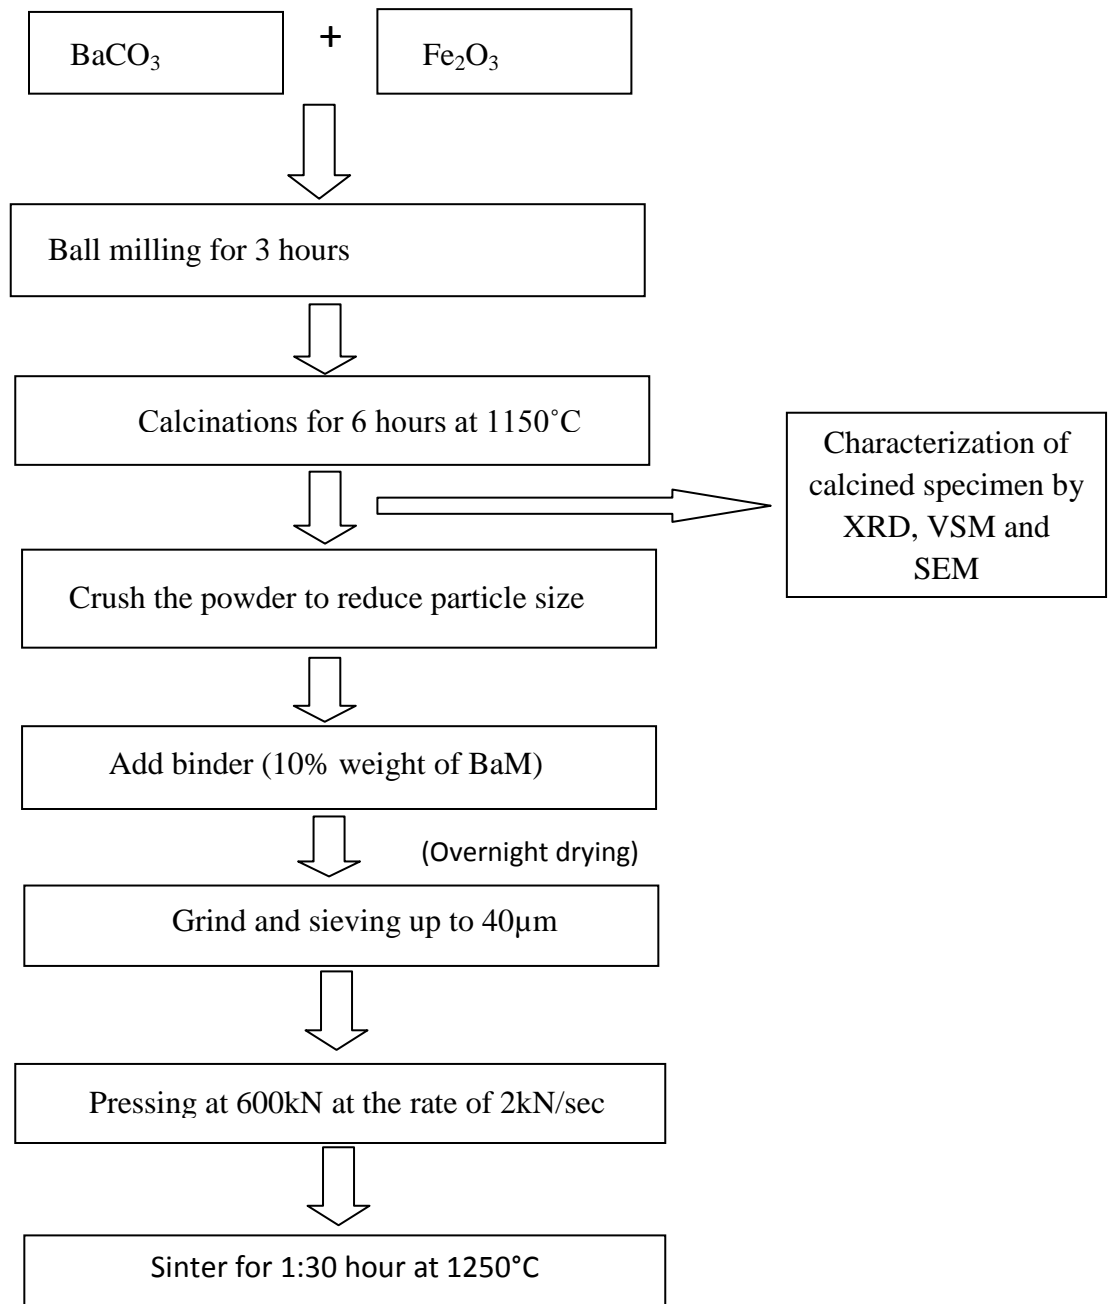 BaCO₃
+
Fe₂O₃
Ball milling for 3 hours
Calcinations for 6 hours at 1150˚C
Characterization of
calcined specimen by
XRD, VSM and
SEM
Crush the powder to reduce particle size
Add binder (10% weight of BaM)
(Overnight drying)
Grind and sieving up to 40µm
Pressing at 600kN at the rate of 2kN/sec
Sinter for 1:30 hour at 1250°C